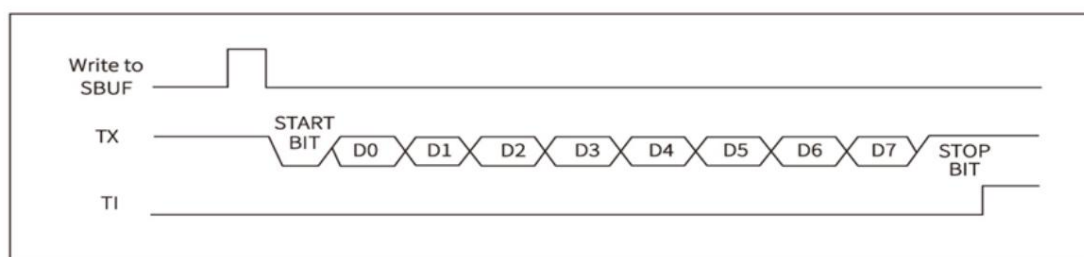 Write to
SBUF
TX
START
BIT
D0
D1
D2
D3
D4
D5
D6
D7
STOP
BIT
TI